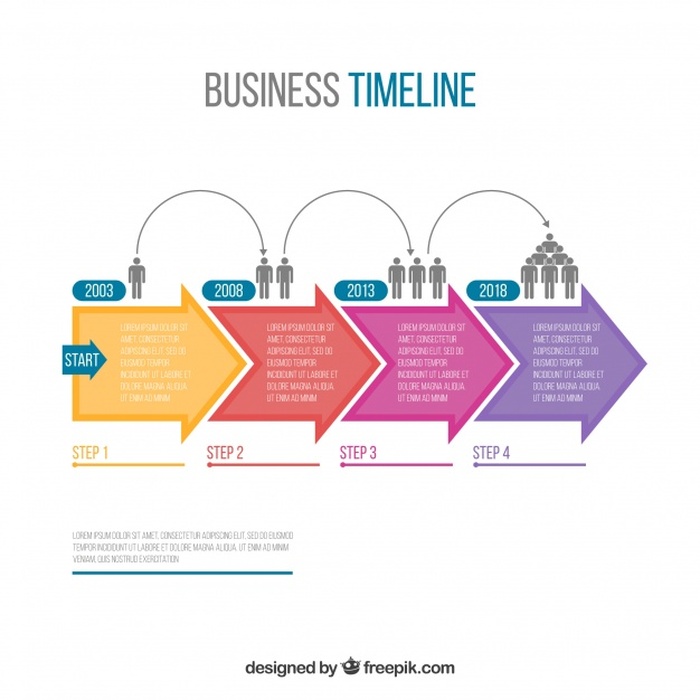 BUSINESS TIMELINE
2003
2008
2013
2018
START
LOREM IPSUM DOLOR SIT
AMET, CONSECTETUR
ADIPISICING ELIT, SED DO
EIUSMOD TEMPOR
INCIDIDUNT UT LABORE ET
DOLORE MAGNA ALIQUA.
UT ENIM AD MINIM
LOREM IPSUM DOLOR SIT
AMET, CONSECTETUR
ADIPISICING ELIT, SED DO
EIUSMOD TEMPOR
INCIDIDUNT UT LABORE ET
DOLORE MAGNA ALIQUA.
UT ENIM AD MINIM
LOREM IPSUM DOLOR SIT
AMET, CONSECTETUR
ADIPISICING ELIT, SED DO
EIUSMOD TEMPOR
INCIDIDUNT UT LABORE ET
DOLORE MAGNA ALIQUA.
UT ENIM AD MINIM
LOREM IPSUM DOLOR SIT
AMET, CONSECTETUR
ADIPISICING ELIT, SED DO
EIUSMOD TEMPOR
INCIDIDUNT UT LABORE ET
DOLORE MAGNA ALIQUA.
UT ENIM AD MINIM
STEP 1
STEP 2
STEP 3
STEP 4
LOREM IPSUM DOLOR SIT AMET, CONSECTETUR ADIPISICING ELIT, SED DO EIUSMOD
TEMPOR INCIDIDUNT UT LABORE ET DOLORE MAGNA ALIQUA. UT ENIM AD MINIM
VENIAM, QUIS NOSTRUD EXERCITATION
designed by freepik.com